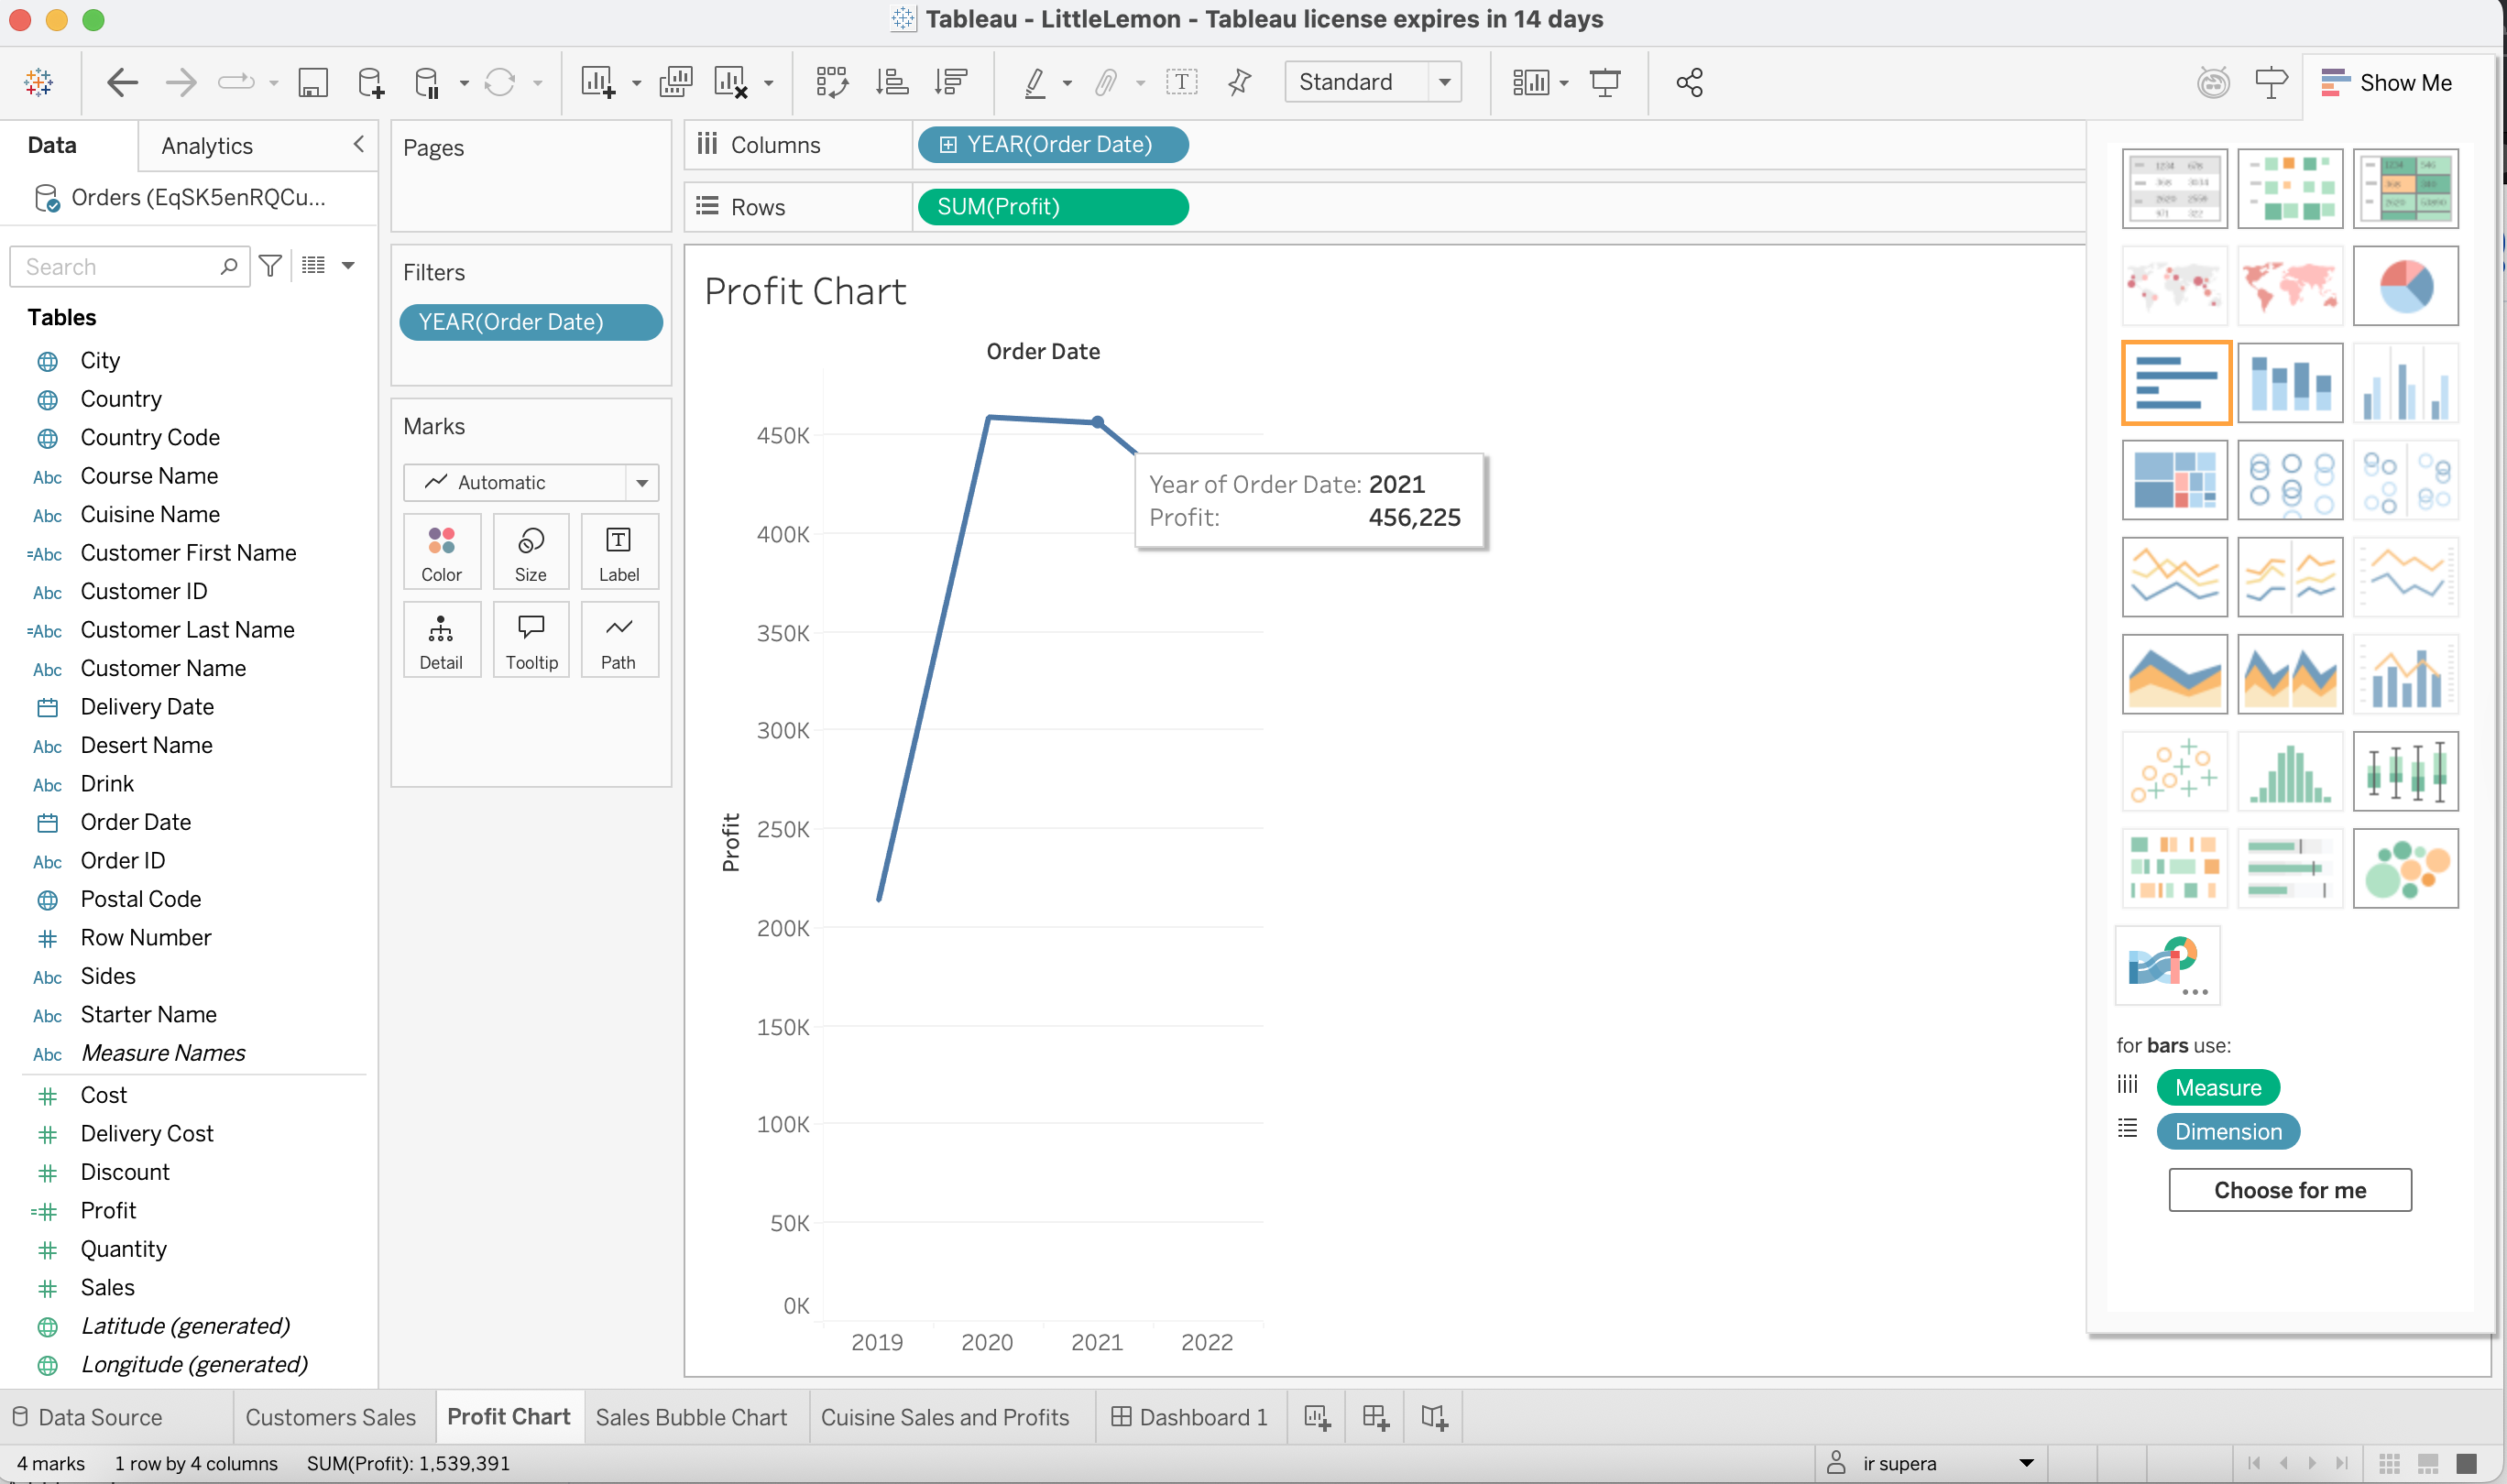 Tableau - LittleLemon - Tableau license expires in 14 days
Standard
Show Me
Data
Analytics
Orders (EqSK5enRQCu...
Search
Tables
City
Country
Country Code
Abc Course Name
Abc Cuisine Name
=Abc Customer First Name
Abc Customer ID
=Abc Customer Last Name
Abc Customer Name
Delivery Date
Abc Desert Name
Abc Drink
Order Date
Abc Order ID
Postal Code
# Row Number
Abc Sides
Abc Starter Name
Abc Measure Names
# Cost
# Delivery Cost
# Discount
=# Profit
# Quantity
# Sales
Latitude (generated)
Longitude (generated)
Pages
Filters
YEAR(Order Date)
Marks
Automatic
Color
Size
Label
Detail
Tooltip
Path
Columns
YEAR(Order Date)
Rows
SUM(Profit)
Profit Chart
Order Date
450K
400K
350K
300K
250K
200K
150K
100K
50K
0K
Profit
2019
2020
2021
2022
Year of Order Date: 2021
Profit: 456,225
for bars use:
Measure
Dimension
Choose for me
Data Source
Customers Sales
Profit Chart
Sales Bubble Chart
Cuisine Sales and Profits
Dashboard 1
4 marks
1 row by 4 columns
SUM(Profit): 1,539,391
ir supera